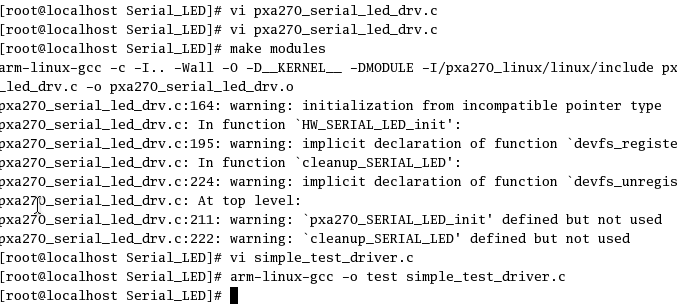 [root@localhost Serial_LED]# vi pxa270_serial_led_drv.c
[root@localhost Serial_LED]# vi pxa270_serial_led_drv.c
[root@localhost Serial_LED]# make modules
arm-linux-gcc -c -I.. -Wall -O -D__KERNEL__ -DMODULE -I/pxa270_linux/linux/include px
_led_drv.c -o pxa270_serial_led_drv.o
pxa270_serial_led_drv.c:164: warning: initialization from incompatible pointer type
pxa270_serial_led_drv.c: In function `HW_SERIAL_LED_init':
pxa270_serial_led_drv.c:195: warning: implicit declaration of function `devfs_registe
pxa270_serial_led_drv.c: In function `cleanup_SERIAL_LED':
pxa270_serial_led_drv.c:224: warning: implicit declaration of function `devfs_unregis
pxa270_serial_led_drv.c: At top level:
pxa270_serial_led_drv.c:211: warning: `pxa270_SERIAL_LED_init' defined but not used
pxa270_serial_led_drv.c:222: warning: `cleanup_SERIAL_LED' defined but not used
[root@localhost Serial_LED]# vi simple_test_driver.c
[root@localhost Serial_LED]# arm-linux-gcc -o test simple_test_driver.c
[root@localhost Serial_LED]#